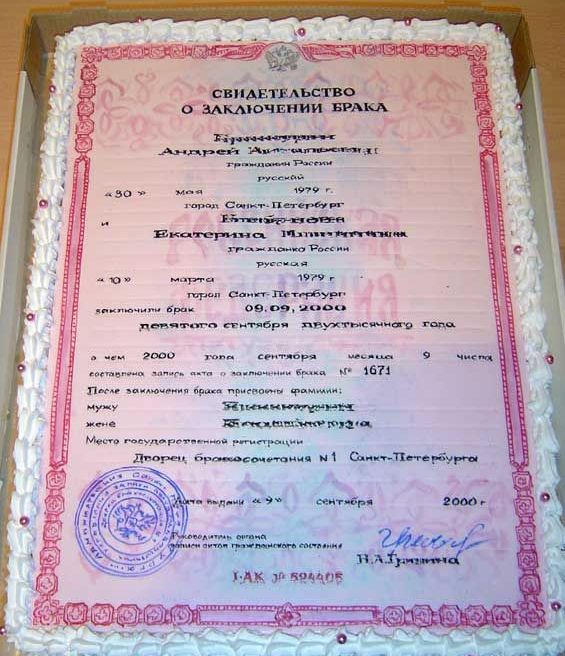 СВИДЕТЕЛЬСТВО
О ЗАКЛЮЧЕНИИ БРАКА
Андрей
гражданин России
русский
«30» мая 1979 г
город Санкт-Петербург
и
Екатерина
гражданка России
русская
«10» марта 1979 г
город Санкт-Петербург
заключили брак 09.09.2000
девятого сентября двухтысячного года
о чем 2000 года сентября месяца 9 числа
составлена запись акта о заключении брака № 1671
После заключения брака присвоены фамилии:
мужу
жене
Место государственной регистрации
Дворец бракосочетания N1 Санкт-Петербурга
Дата выдачи «9» сентября 2000 г
Руководитель органа
записи актов гражданского состояния
Н.А.Гришина
I-АК № 524405